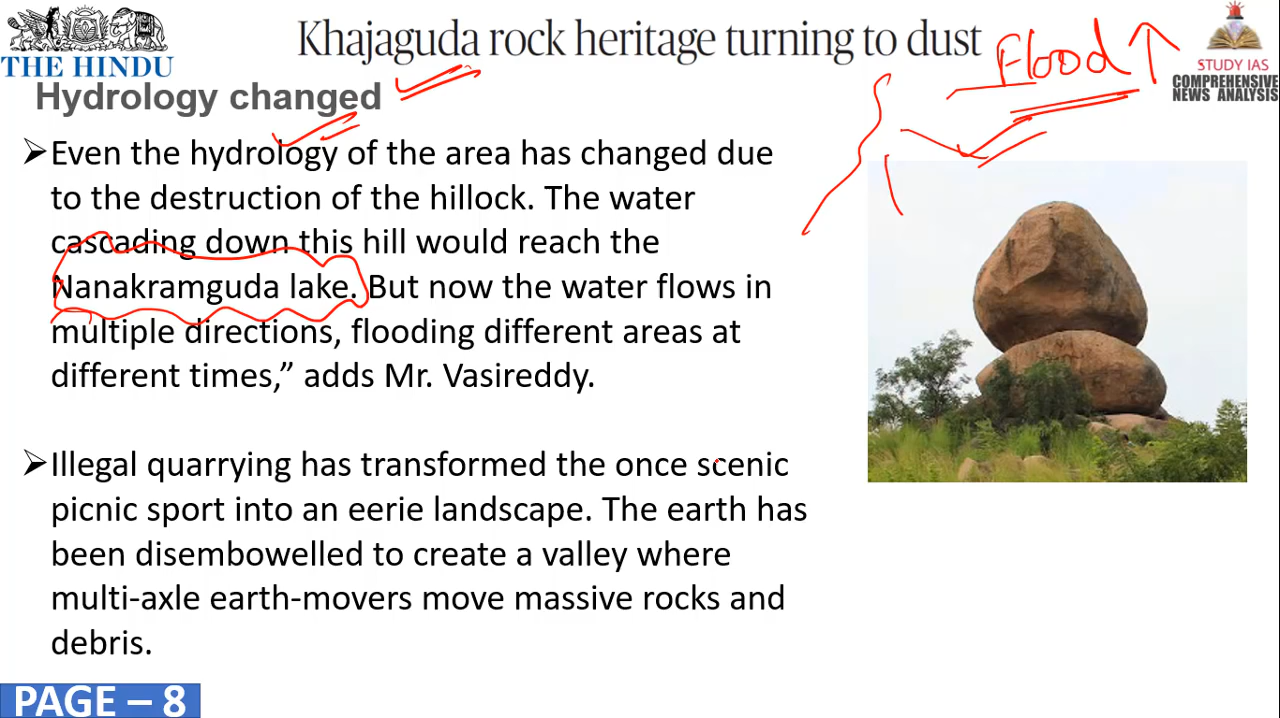 Khajaguda rock heritage turning to dust
THE HINDU
Flood ↑
STUDY IAS
COMPREHENSIVE
NEWS ANALYSIS
Hydrology changed
➢Even the hydrology of the area has changed due
to the destruction of the hillock. The water
cascading down this hill would reach the
Nanakramguda lake. But now the water flows in
multiple directions, flooding different areas at
different times,” adds Mr. Vasireddy.
➢Illegal quarrying has transformed the once scenic
picnic sport into an eerie landscape. The earth has
been disembowelled to create a valley where
multi-axle earth-movers move massive rocks and
debris.
PAGE – 8